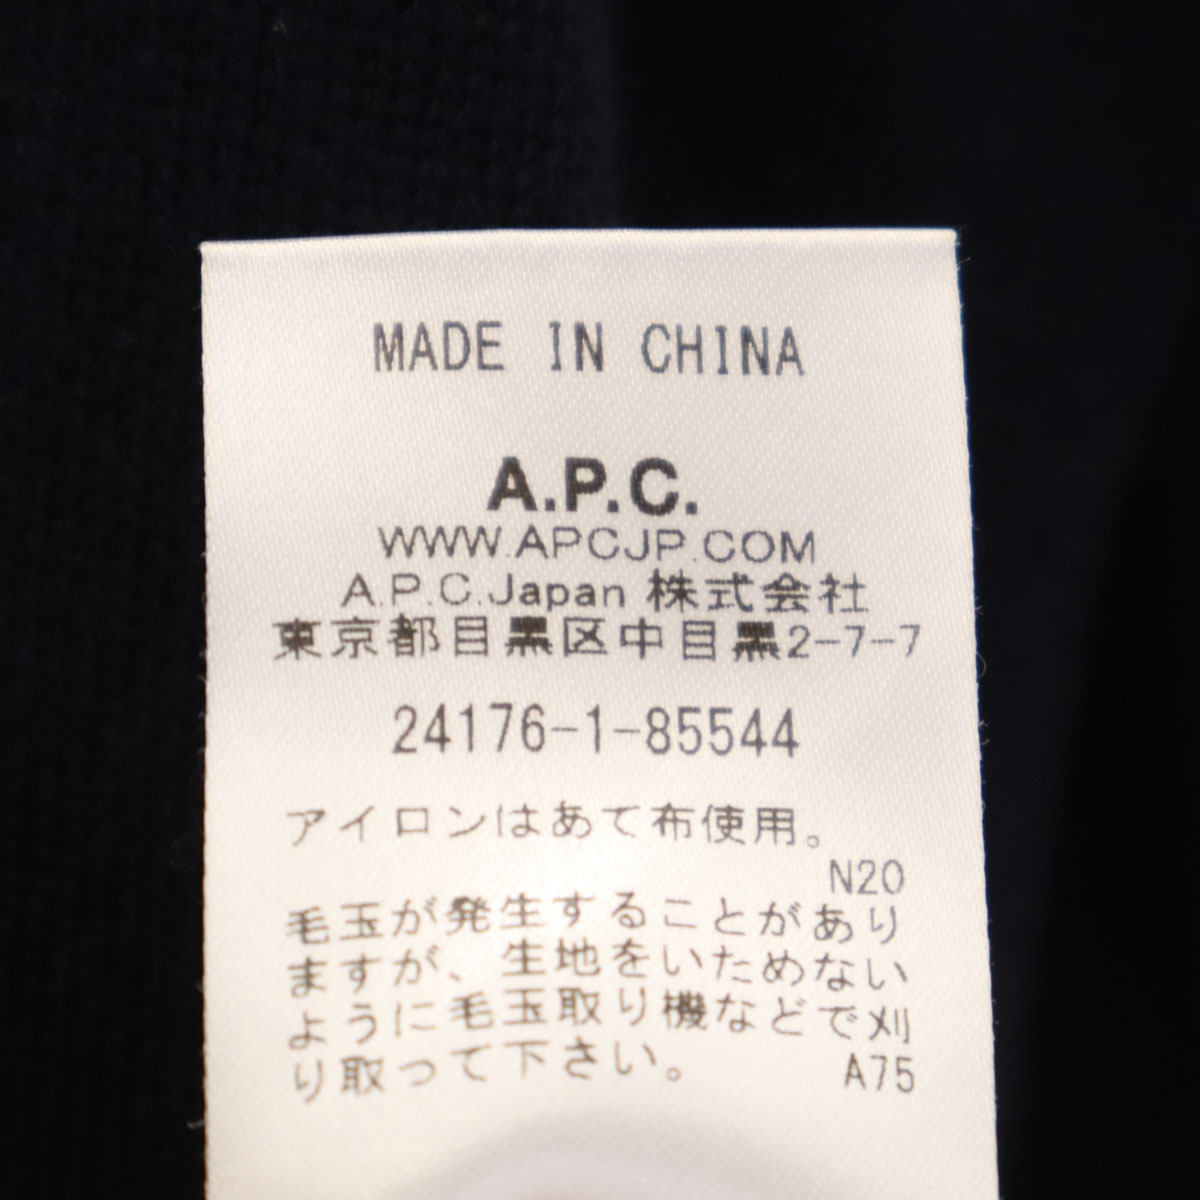 MADE IN CHINA
A.P.C.
WWW.APCJP.COM
A.P.C.Japan 株式会社
東京都目黒区中目黒2-7-7
24176-1-85544
アイロンはあて布使用。
N20
毛玉が発生することがあり
ますが、生地をいためない
ように毛玉取り機などで刈
り取って下さい。
A75